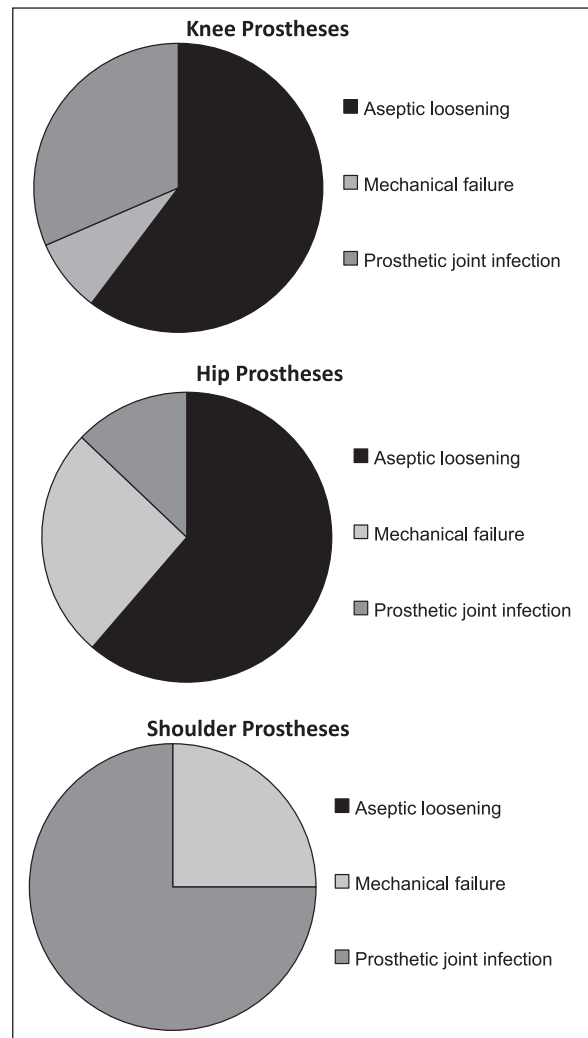 Knee Prostheses
Aseptic loosening
Mechanical failure
Prosthetic joint infection
Hip Prostheses
Aseptic loosening
Mechanical failure
Prosthetic joint infection
Shoulder Prostheses
Aseptic loosening
Mechanical failure
Prosthetic joint infection